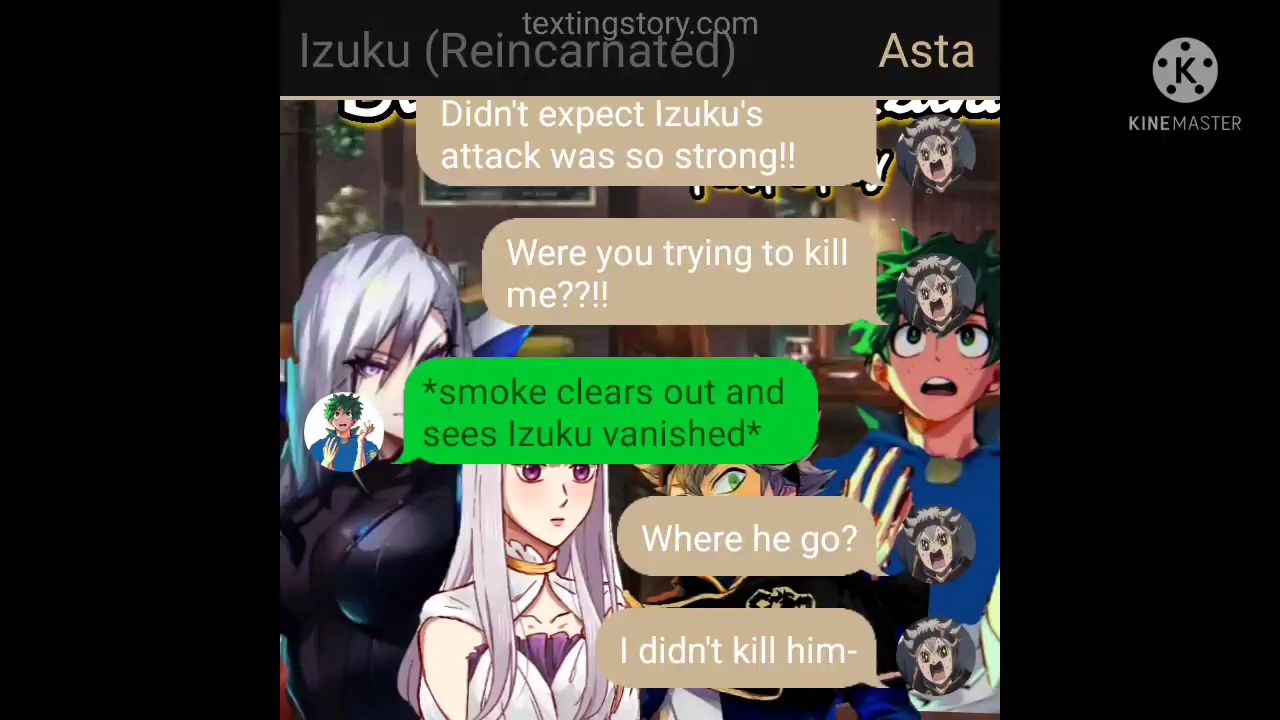 textingstory.com
Izuku (Reincarnated)
Asta
KINEMASTER
Didn't expect Izuku's
attack was so strong!!
Were you trying to kill
me??!!
*smoke clears out and
sees Izuku vanished*
Where he go?
I didn't kill him-